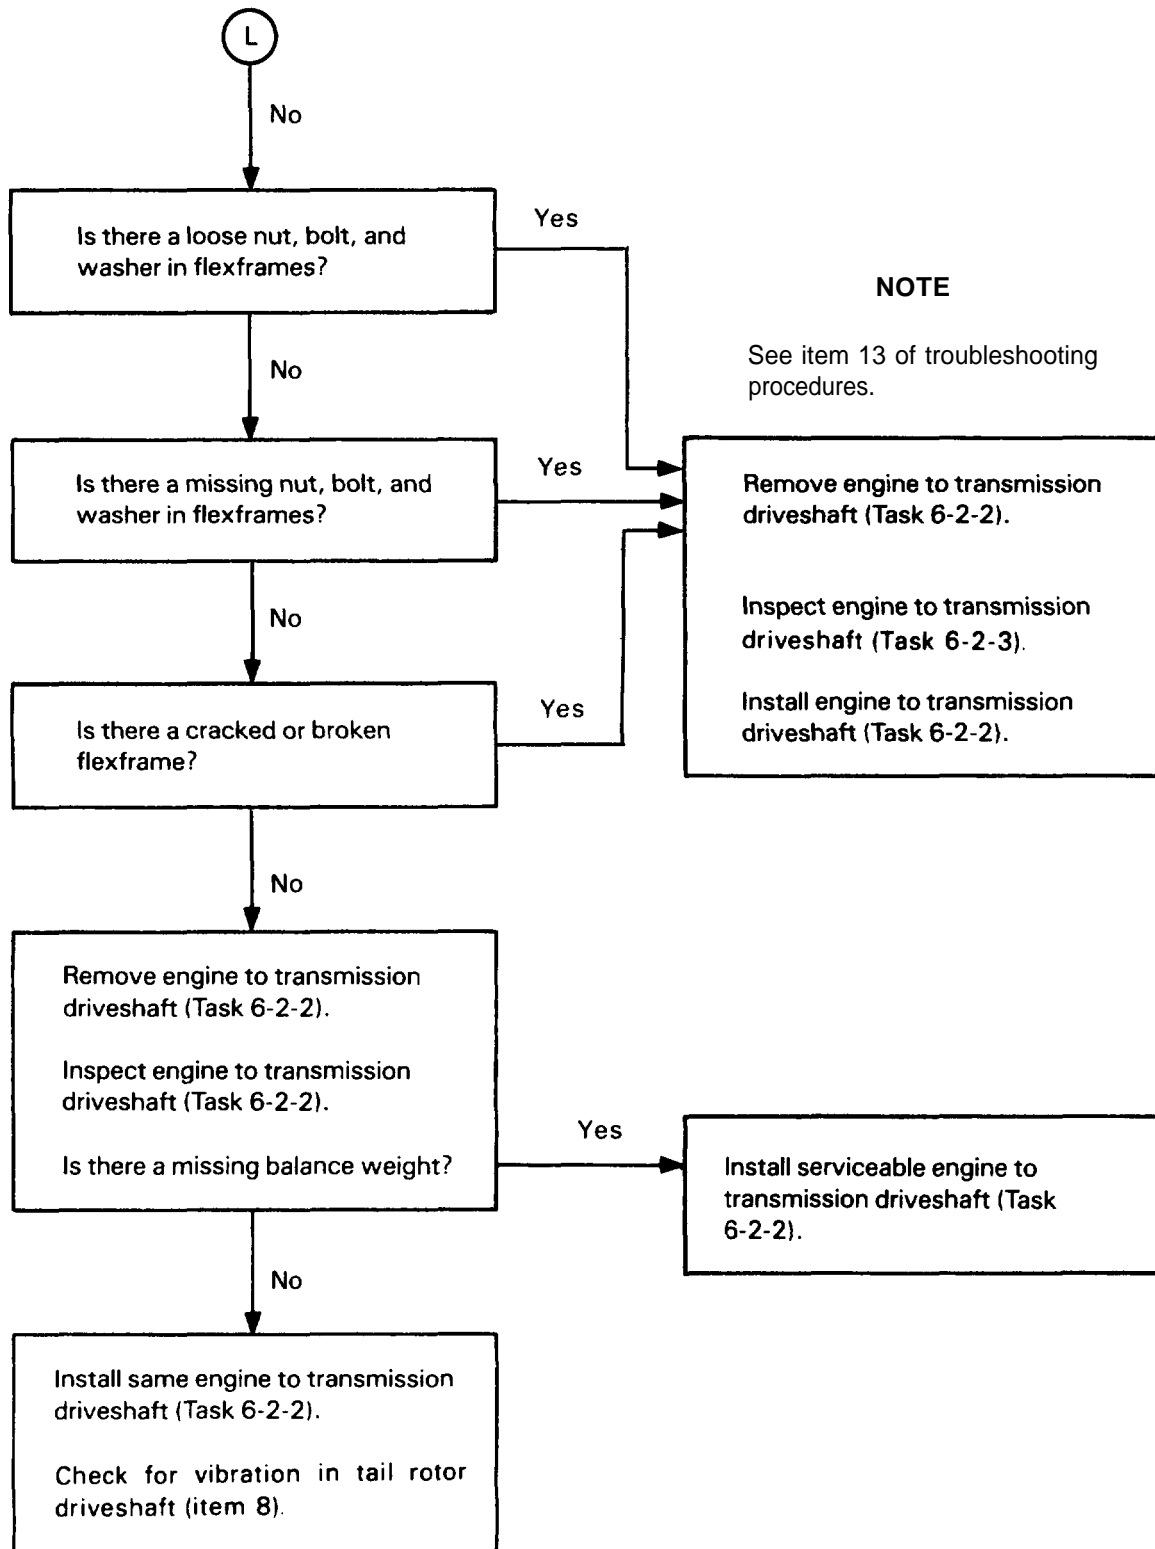 L
No
Is there a loose nut, bolt, and
washer in flexframes?
Yes
NOTE
See item 13 of troubleshooting
procedures.
No
Is there a missing nut, bolt, and
washer in flexframes?
Yes
Remove engine to transmission
driveshaft (Task 6-2-2).
Inspect engine to transmission
driveshaft (Task 6-2-3).
Install engine to transmission
driveshaft (Task 6-2-2).
No
Is there a cracked or broken
flexframe?
Yes
No
Remove engine to transmission
driveshaft (Task 6-2-2).
Inspect engine to transmission
driveshaft (Task 6-2-2).
Is there a missing balance weight?
Yes
Install serviceable engine to
transmission driveshaft (Task
6-2-2).
No
Install same engine to transmission
driveshaft (Task 6-2-2).
Check for vibration in tail rotor
driveshaft (item 8).